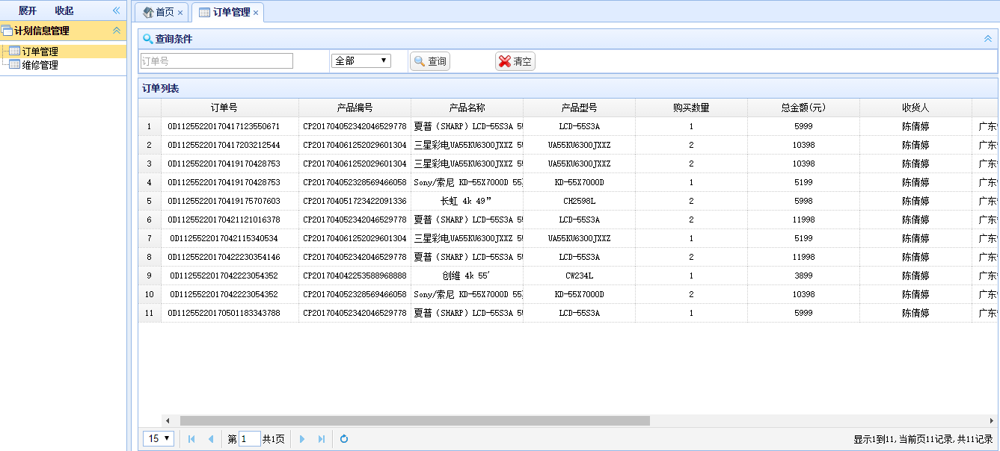 展开 收起
计划信息管理
订单管理
维修管理
首页 订单管理
查询条件
订单号 全部 查询 清空
订单列表
订单号 产品编号 产品名称 产品型号 购买数量 总金额(元) 收货人
1 OD112552201704171235506​71 CP201704052342046529778 夏普（SHARP）LCD-55S3A 5 LCD-55S3A 1 5999 陈倩婷 广东
2 OD11255220170417203212544 CP201704061252029601304 三星彩电UA55KU6300JXXZ 5 UA55KU6300JXXZ 2 10398 陈倩婷 广东
3 OD11255220170419170428753 CP201704061252029601304 三星彩电UA55KU6300JXXZ 5 UA55KU6300JXXZ 2 10398 陈倩婷 广东
4 OD11255220170419170428753 CP201704052328569466058 Sony/索尼 KD-55X7000D 55 KD-55X7000D 1 5199 陈倩婷 广东
5 OD11255220170419175707603 CP201704051723422091336 长虹 4k 49” CH2598L 2 5998 陈倩婷 广东
6 OD11255220170421121016378 CP201704052342046529778 夏普（SHARP）LCD-55S3A 5 LCD-55S3A 2 11998 陈倩婷 广东
7 OD1125522017042115340534 CP201704061252029601304 三星彩电UA55KU6300JXXZ 5 UA55KU6300JXXZ 1 5199 陈倩婷 广东
8 OD11255220170422230354146 CP201704052342046529778 夏普（SHARP）LCD-55S3A 5 LCD-55S3A 2 11998 陈倩婷 广东
9 OD1125522017042223054352 CP201704042253588968888 创维 4k 55′ CW234L 1 3899 陈倩婷 广东
10 OD1125522017042223054352 CP201704052328569466058 Sony/索尼 KD-55X7000D 55 KD-55X7000D 2 10398 陈倩婷 广东
11 OD11255220170501183343788 CP201704052342046529778 夏普（SHARP）LCD-55S3A 5 LCD-55S3A 1 5999 陈倩婷 广东
15 第 1 共1页 显示1到11,当前页11记录,共11记录